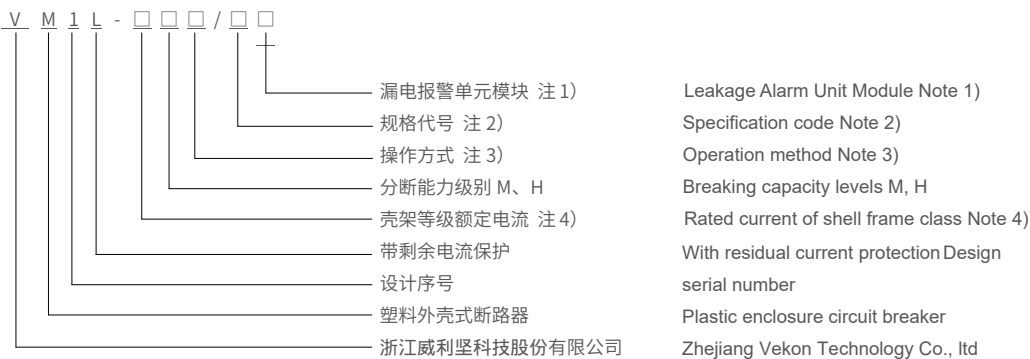 V M 1 L - □ □ □ / □ □
漏电报警单元模块 注 1） Leakage Alarm Unit Module Note 1)
规格代号 注 2） Specification code Note 2)
操作方式 注 3） Operation method Note 3)
分断能力级别 M、H Breaking capacity levels M, H
壳架等级额定电流 注 4） Rated current of shell frame class Note 4)
带剩余电流保护 With residual current protection Design
设计序号 serial number
塑料外壳式断路器 Plastic enclosure circuit breaker
浙江威利坚科技股份有限公司 Zhejiang Vekon Technology Co., ltd